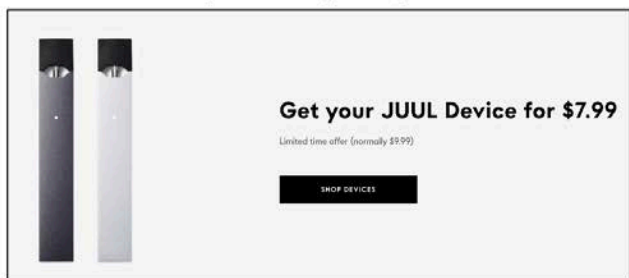 Get your JUUL Device for $7.99
Limited time offer (normally $9.99)
SHOP DEVICES